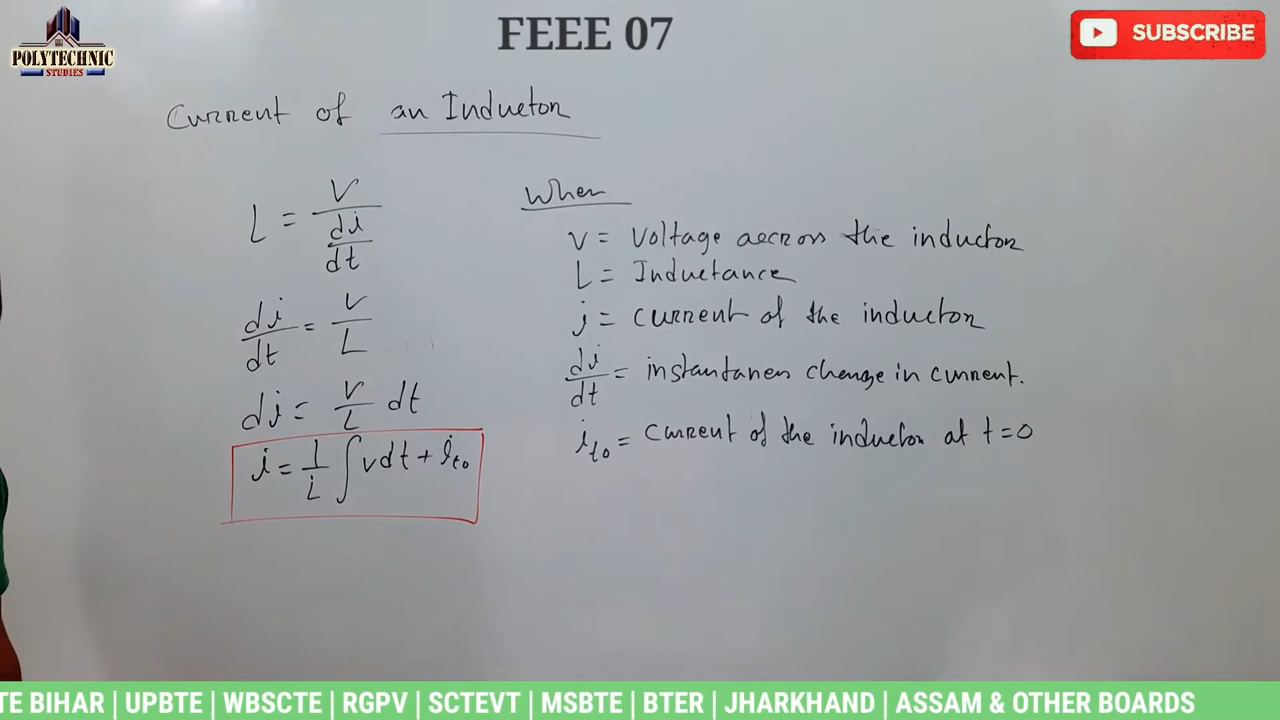 FEEE 07
POLYTECHNIC
STUDIES
SUBSCRIBE
Current of an Inductor
L = V / (di/dt)
di/dt = V/L
di = V/L dt
i = 1/L ∫ v dt + i_t₀
When
V = Voltage accross the inductor
L = Inductance
i = current of the inductor
di/dt = instantanes change in current.
i_t₀ = current of the inductor at t=0
TE BIHAR | UPBTE | WBSCTE | RGPV | SCTEVT | MSBTE | BTER | JHARKHAND | ASSAM & OTHER BOARDS